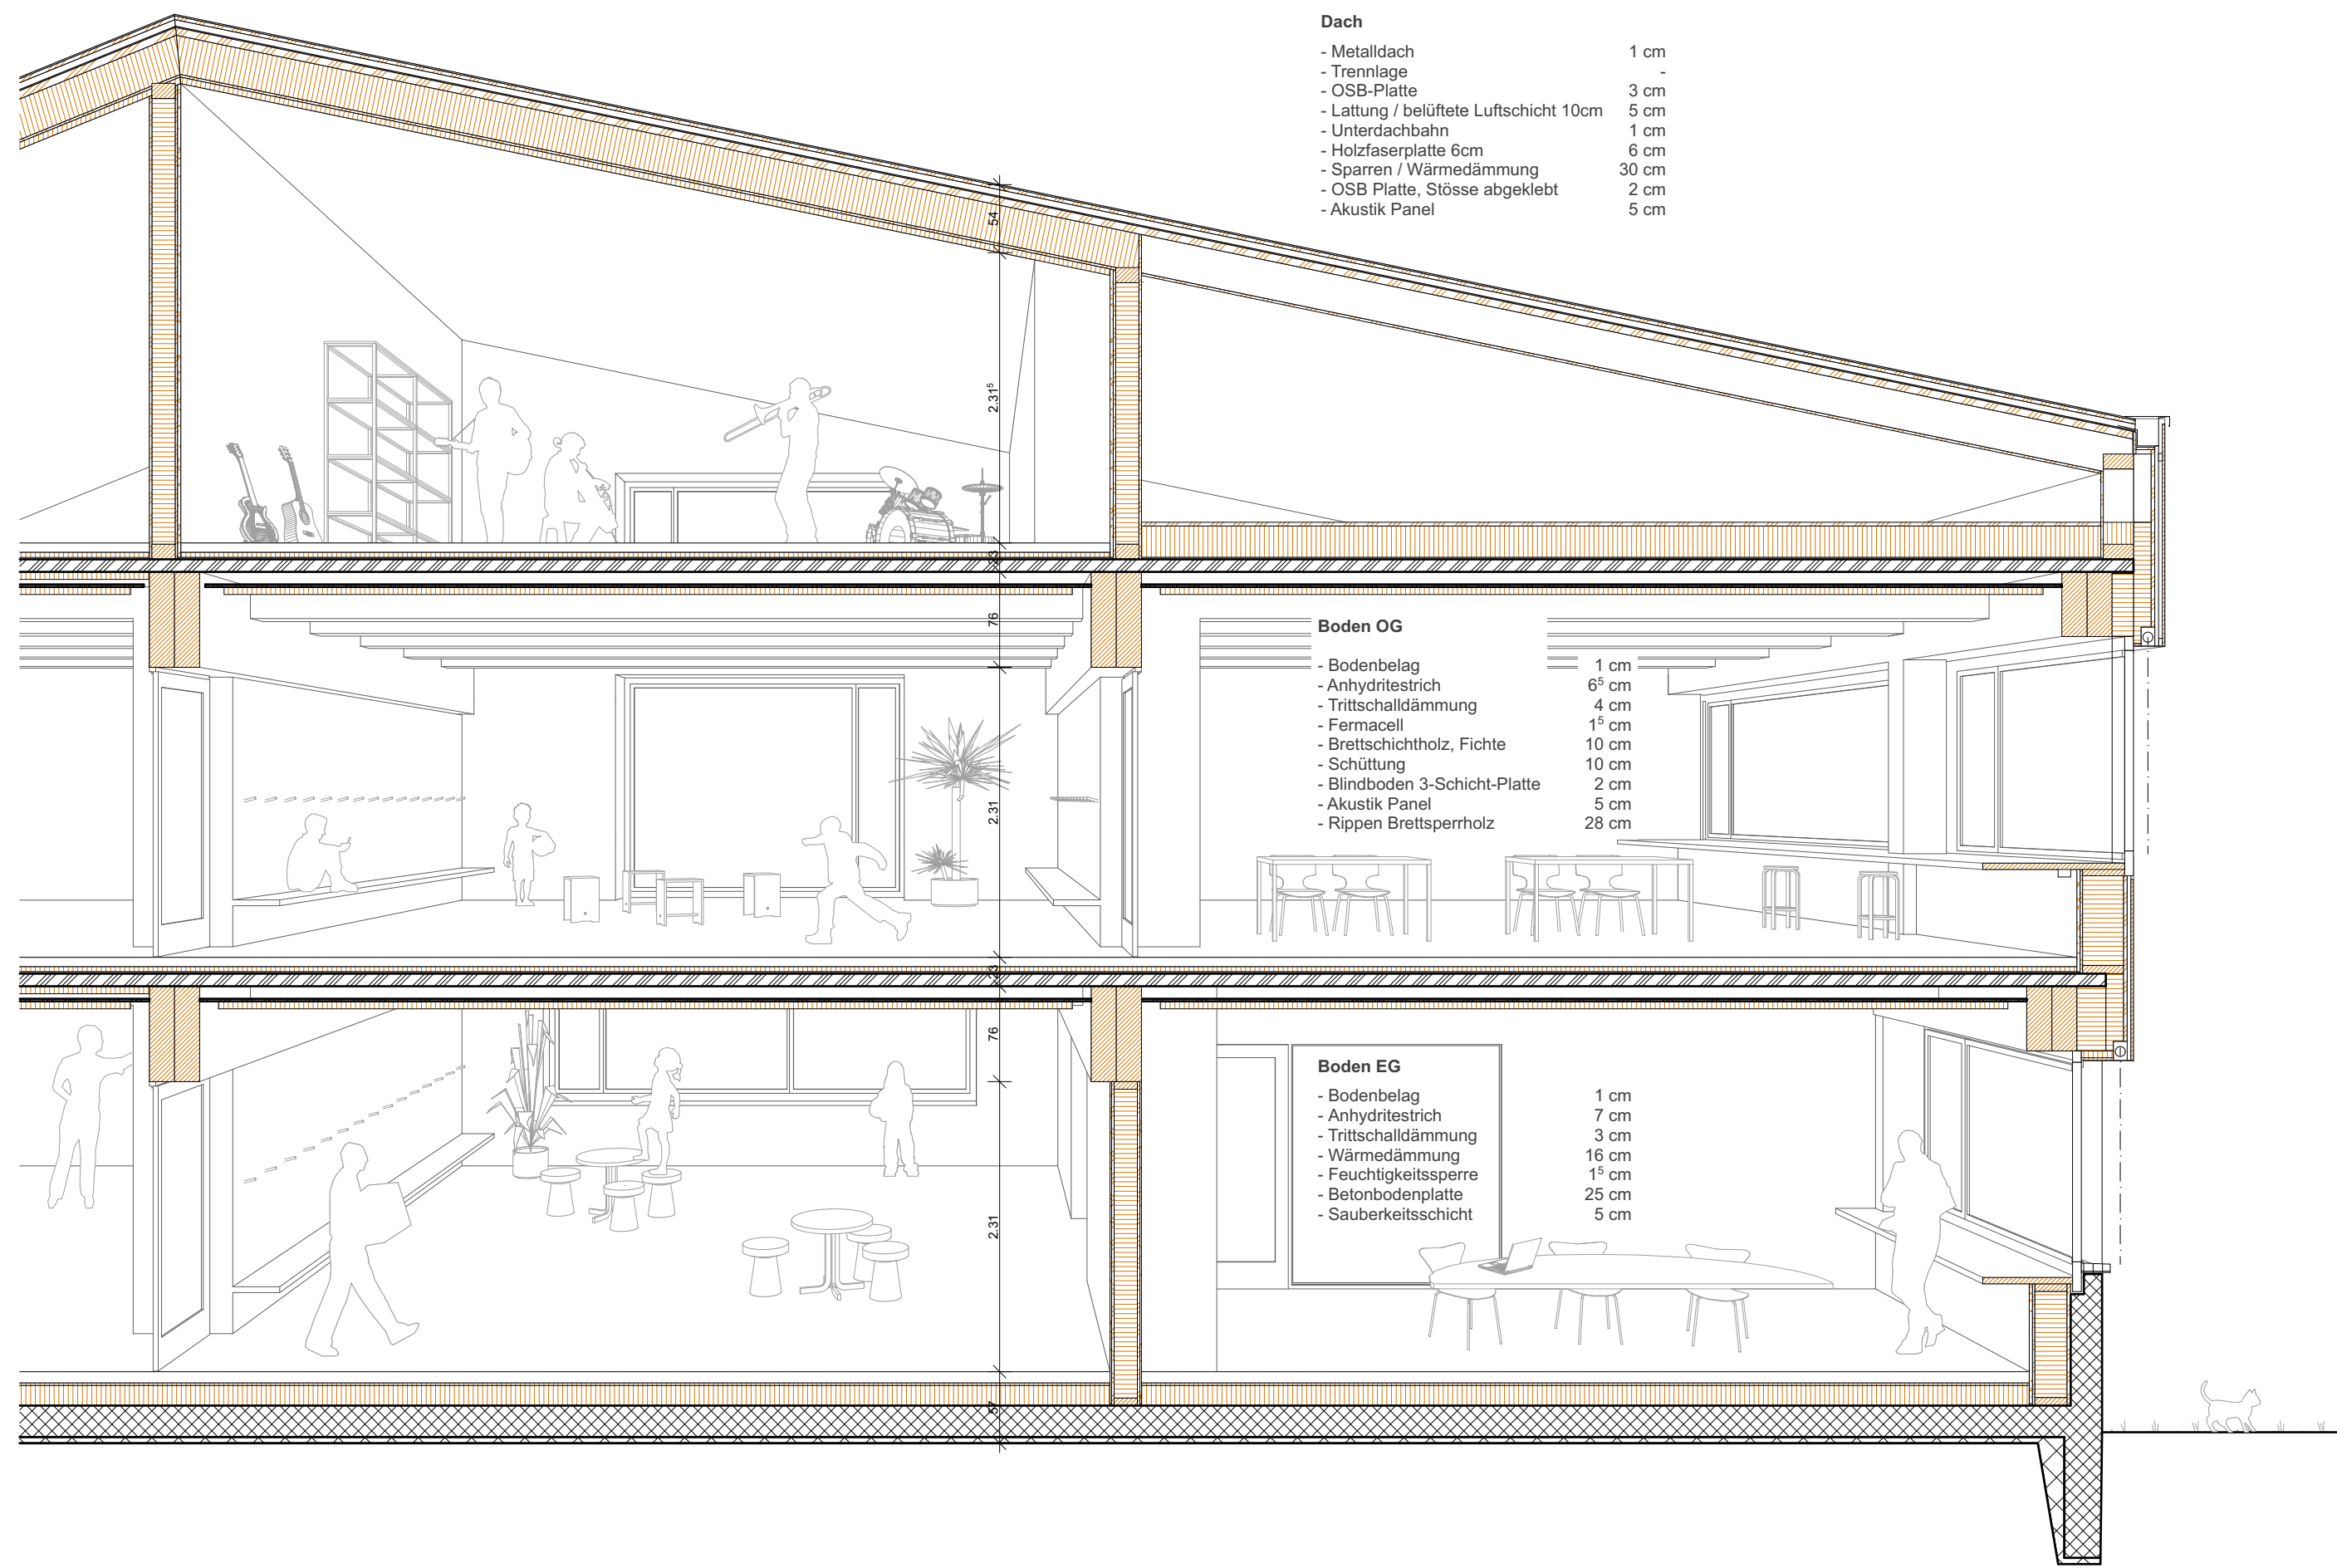 Dach
- Metalldach 1 cm
- Trennlage -
- OSB-Platte 3 cm
- Lattung / belüftete Luftschicht 10cm 5 cm
- Unterdachbahn 1 cm
- Holzfaserplatte 6cm 6 cm
- Sparren / Wärmedämmung 30 cm
- OSB Platte, Stösse abgeklebt 2 cm
- Akustik Panel 5 cm
54
2.31⁵
23
76
Boden OG
- Bodenbelag 1 cm
- Anhydritestrich 6⁵ cm
- Trittschalldämmung 4 cm
- Fermacell 1⁵ cm
- Brettschichtholz, Fichte 10 cm
- Schüttung 10 cm
- Blindboden 3-Schicht-Platte 2 cm
- Akustik Panel 5 cm
- Rippen Brettsperrholz 28 cm
2.31
23
76
Boden EG
- Bodenbelag 1 cm
- Anhydritestrich 7 cm
- Trittschalldämmung 3 cm
- Wärmedämmung 16 cm
- Feuchtigkeitssperre 1⁵ cm
- Betonbodenplatte 25 cm
- Sauberkeitsschicht 5 cm
2.31
57